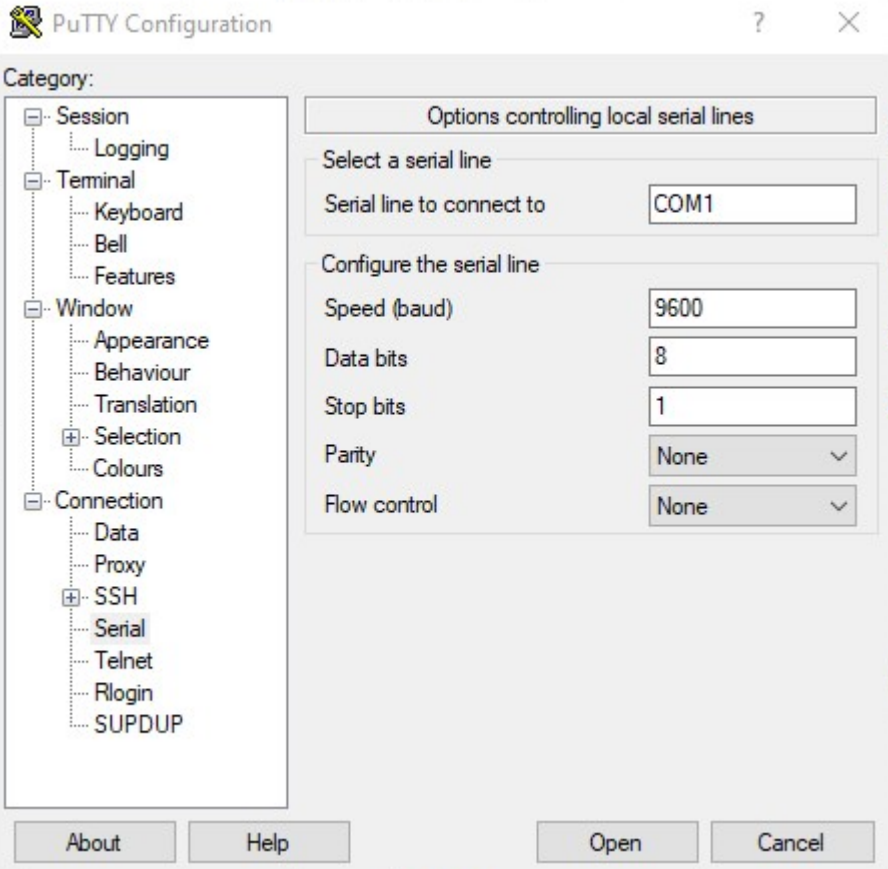 PuTTY Configuration
?
Category:
Session
Logging
Terminal
Keyboard
Bell
Features
Window
Appearance
Behaviour
Translation
Selection
Colours
Connection
Data
Proxy
SSH
Serial
Telnet
Rlogin
SUPDUP
Options controlling local serial lines
Select a serial line
Serial line to connect to COM1
Configure the serial line
Speed (baud) 9600
Data bits 8
Stop bits 1
Parity None
Flow control None
About Help Open Cancel